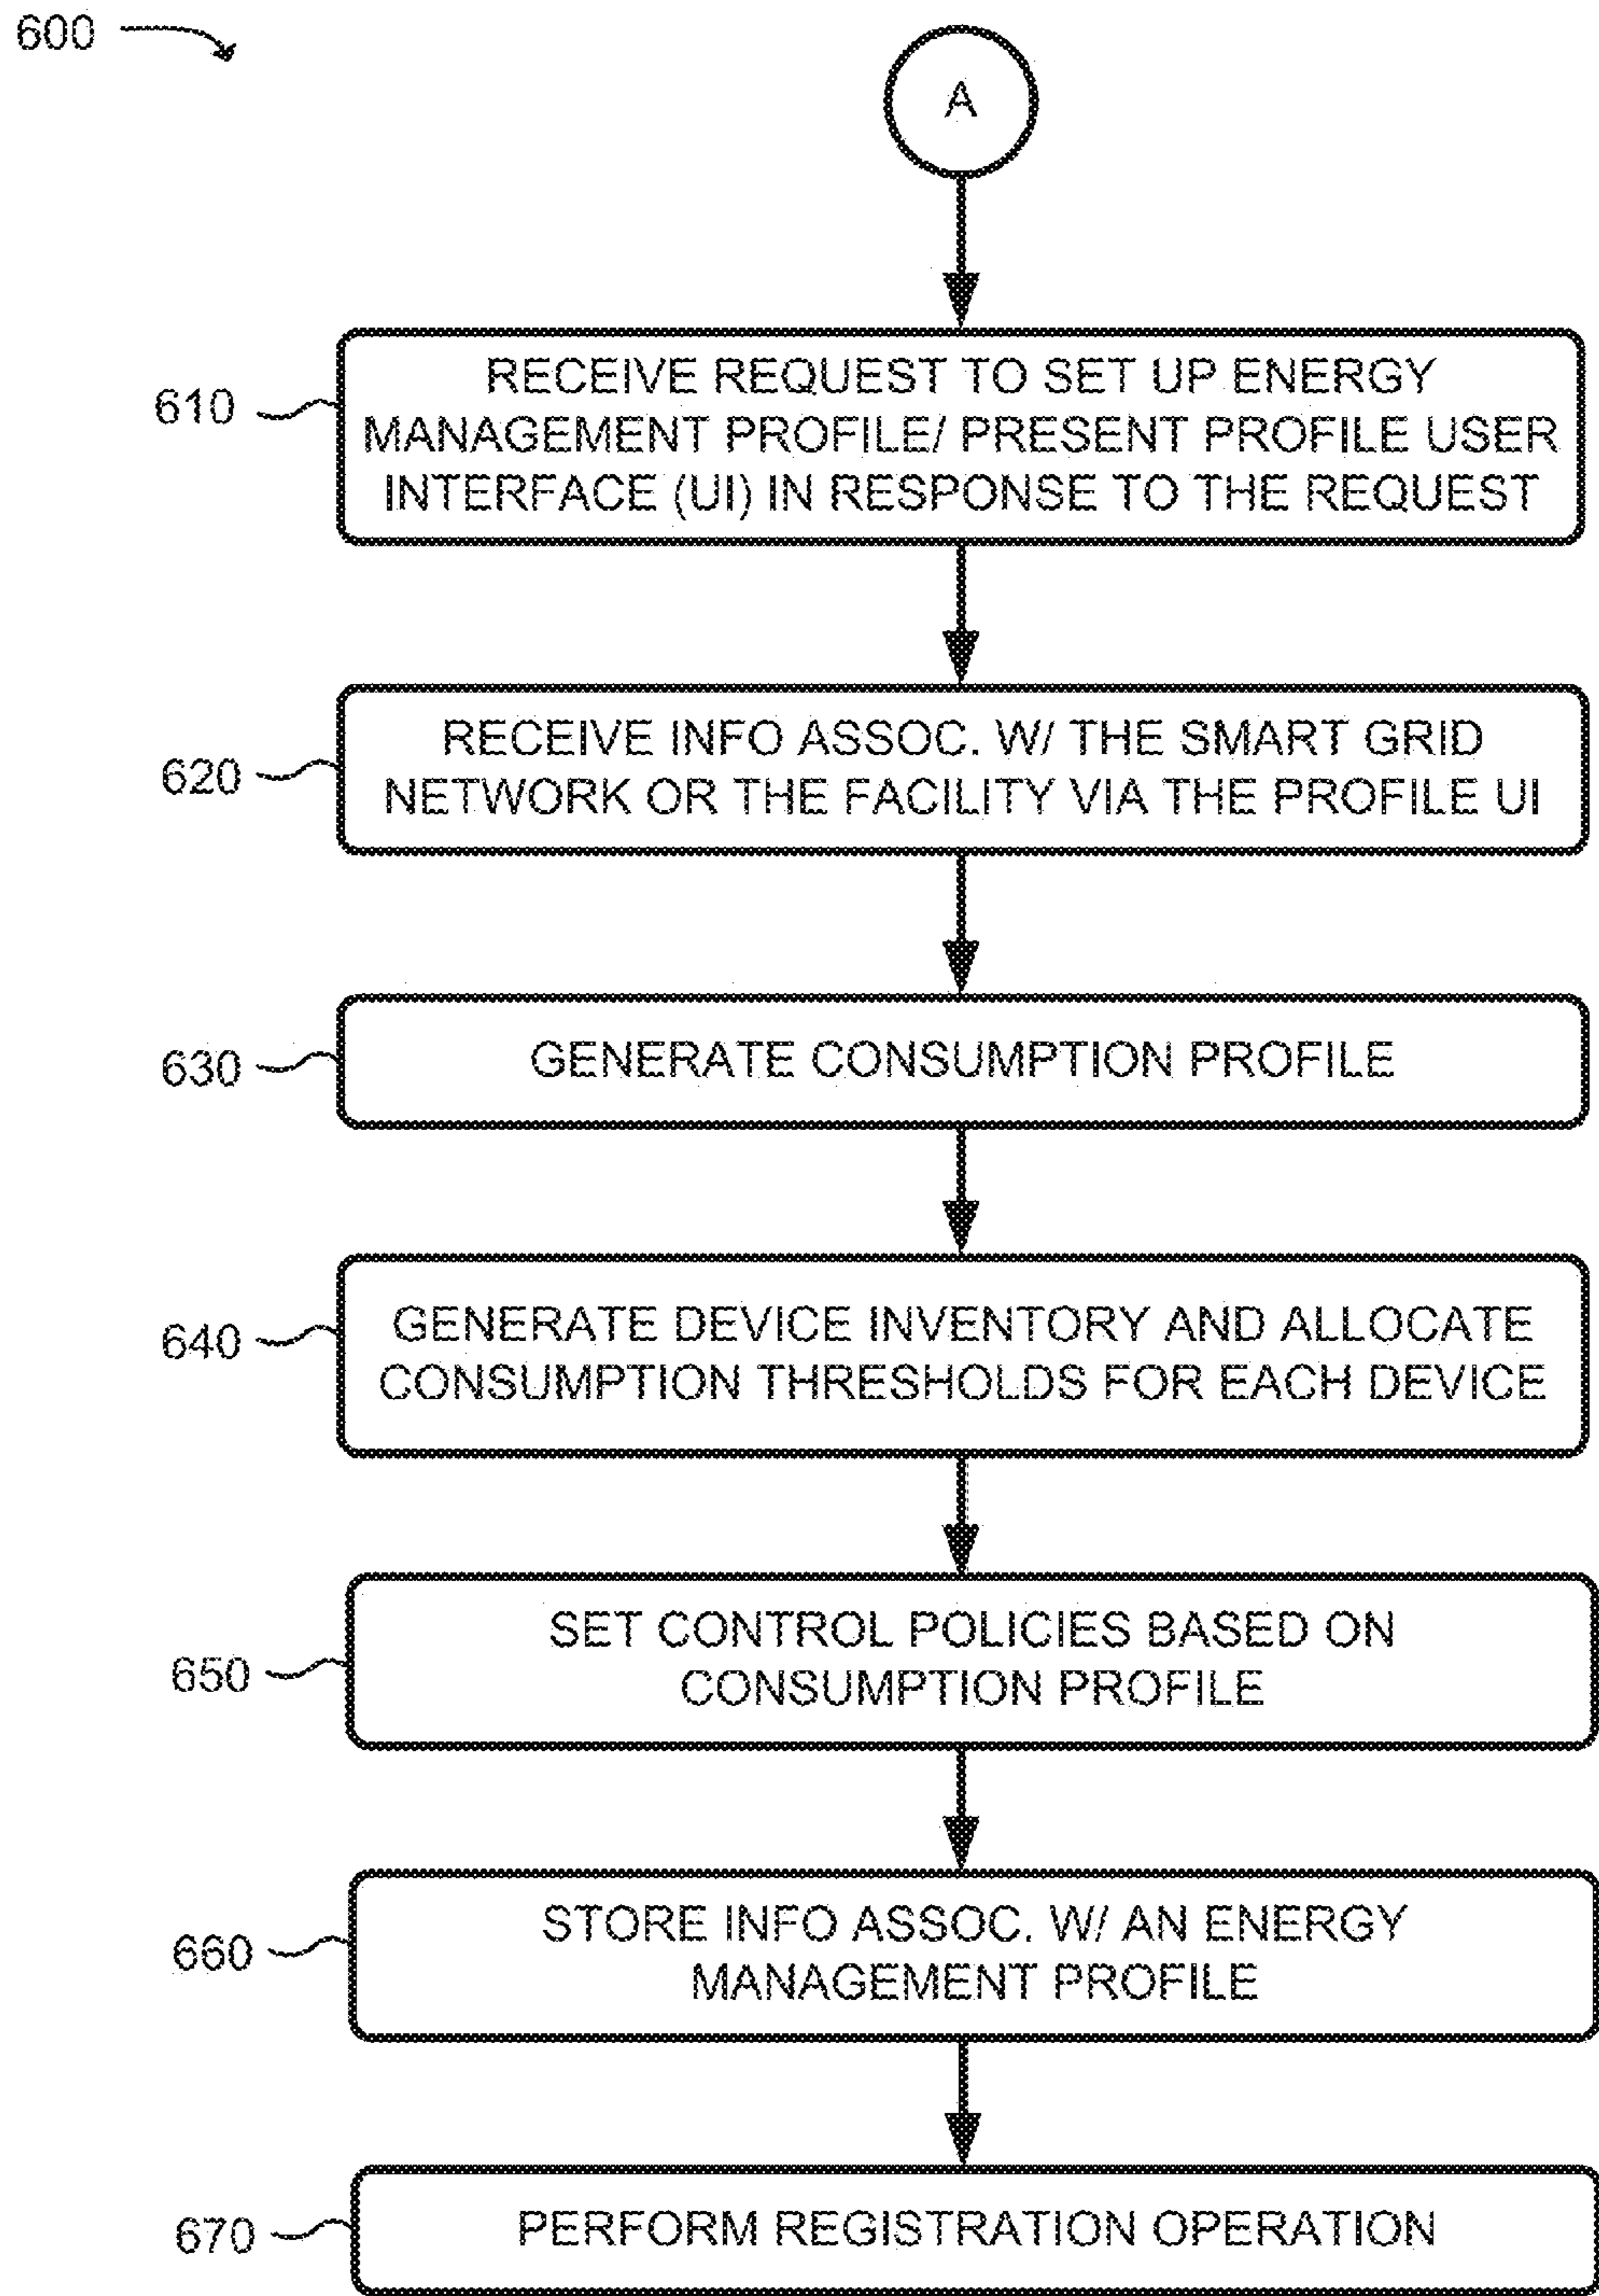 600
A
610
RECEIVE REQUEST TO SET UP ENERGY
MANAGEMENT PROFILE/ PRESENT PROFILE USER
INTERFACE (UI) IN RESPONSE TO THE REQUEST
620
RECEIVE INFO ASSOC. W/ THE SMART GRID
NETWORK OR THE FACILITY VIA THE PROFILE UI
630
GENERATE CONSUMPTION PROFILE
640
GENERATE DEVICE INVENTORY AND ALLOCATE
CONSUMPTION THRESHOLDS FOR EACH DEVICE
650
SET CONTROL POLICIES BASED ON
CONSUMPTION PROFILE
660
STORE INFO ASSOC. W/ AN ENERGY
MANAGEMENT PROFILE
670
PERFORM REGISTRATION OPERATION